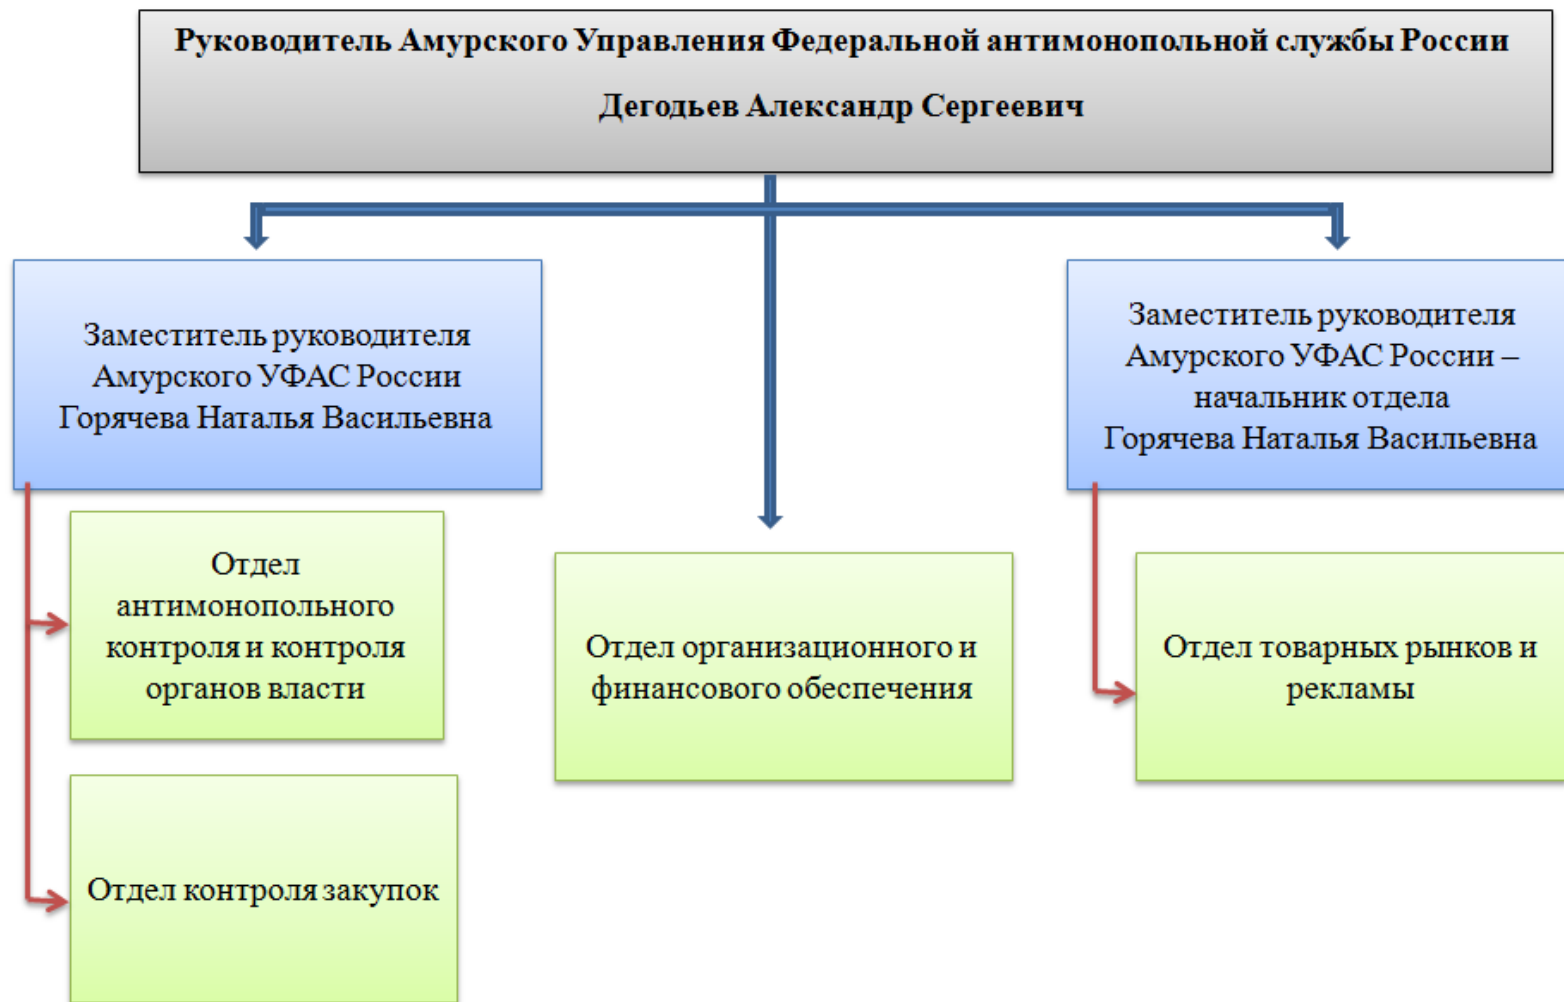 Руководитель Амурского Управления Федеральной антимонопольной службы России
Дегодьев Александр Сергеевич
Заместитель руководителя
Амурского УФАС России
Горячева Наталья Васильевна
Заместитель руководителя
Амурского УФАС России –
начальник отдела
Горячева Наталья Васильевна
Отдел
антимонопольного
контроля и контроля
органов власти
Отдел организационного и
финансового обеспечения
Отдел товарных рынков и
рекламы
Отдел контроля закупок